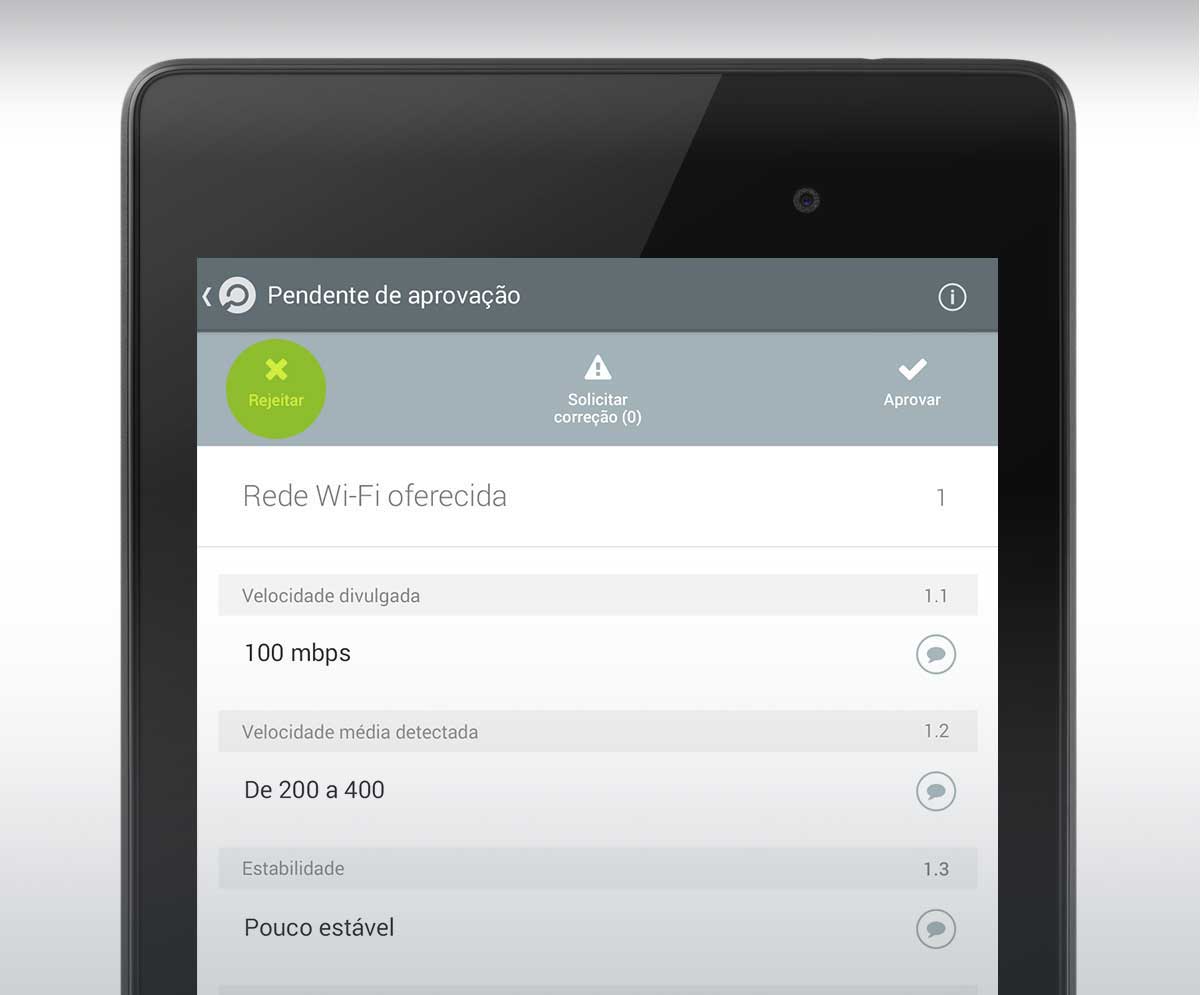 Pendente de aprovação
Rejeitar
Solicitar
correção (0)
Aprovar
Rede Wi-Fi oferecida 1
Velocidade divulgada 1.1
100 mbps
Velocidade média detectada 1.2
De 200 a 400
Estabilidade 1.3
Pouco estável